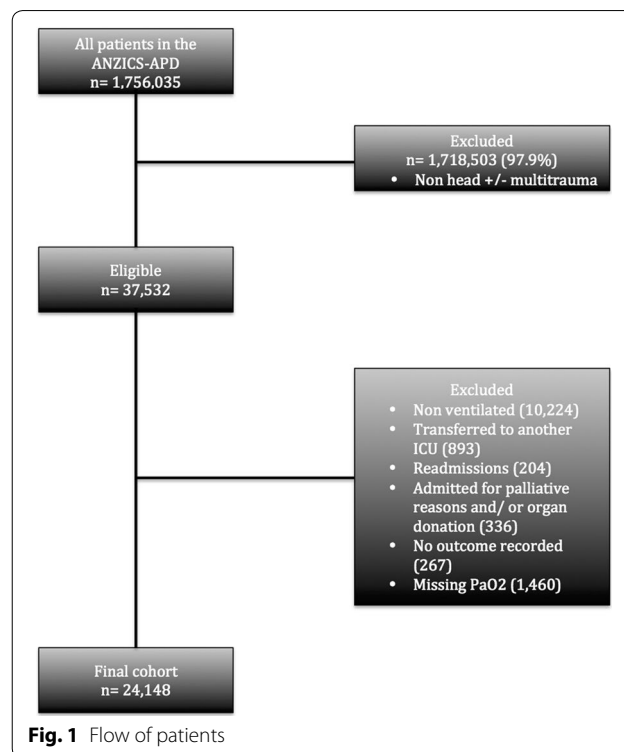 All patients in the
ANZICS-APD
n= 1,756,035
Excluded
n= 1,718,503 (97.9%)
• Non head +/- multitrauma
Eligible
n= 37,532
Excluded
• Non ventilated (10,224)
• Transferred to another
ICU (893)
• Readmissions (204)
• Admitted for palliative
reasons and/ or organ
donation (336)
• No outcome recorded
(267)
• Missing PaO2 (1,460)
Final cohort
n= 24,148
Fig. 1 Flow of patients